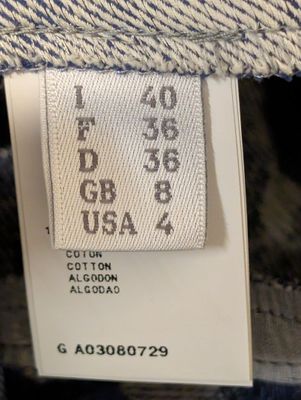 I 40
F 36
D 36
GB 8
USA 4
COTON
COTTON
ALGODON
ALGODAO
G A03080729